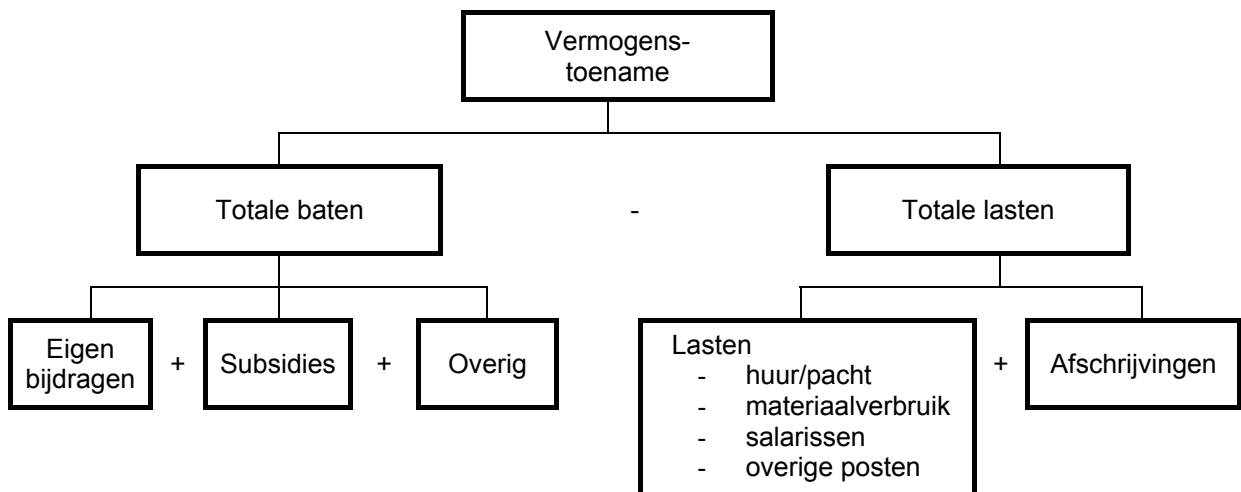 Vermogens-
toename
Totale baten
-
Totale lasten
Eigen
bijdragen
+
Subsidies
+
Overig
Lasten
- huur/pacht
- materiaalverbruik
- salarissen
- overige posten
+
Afschrijvingen